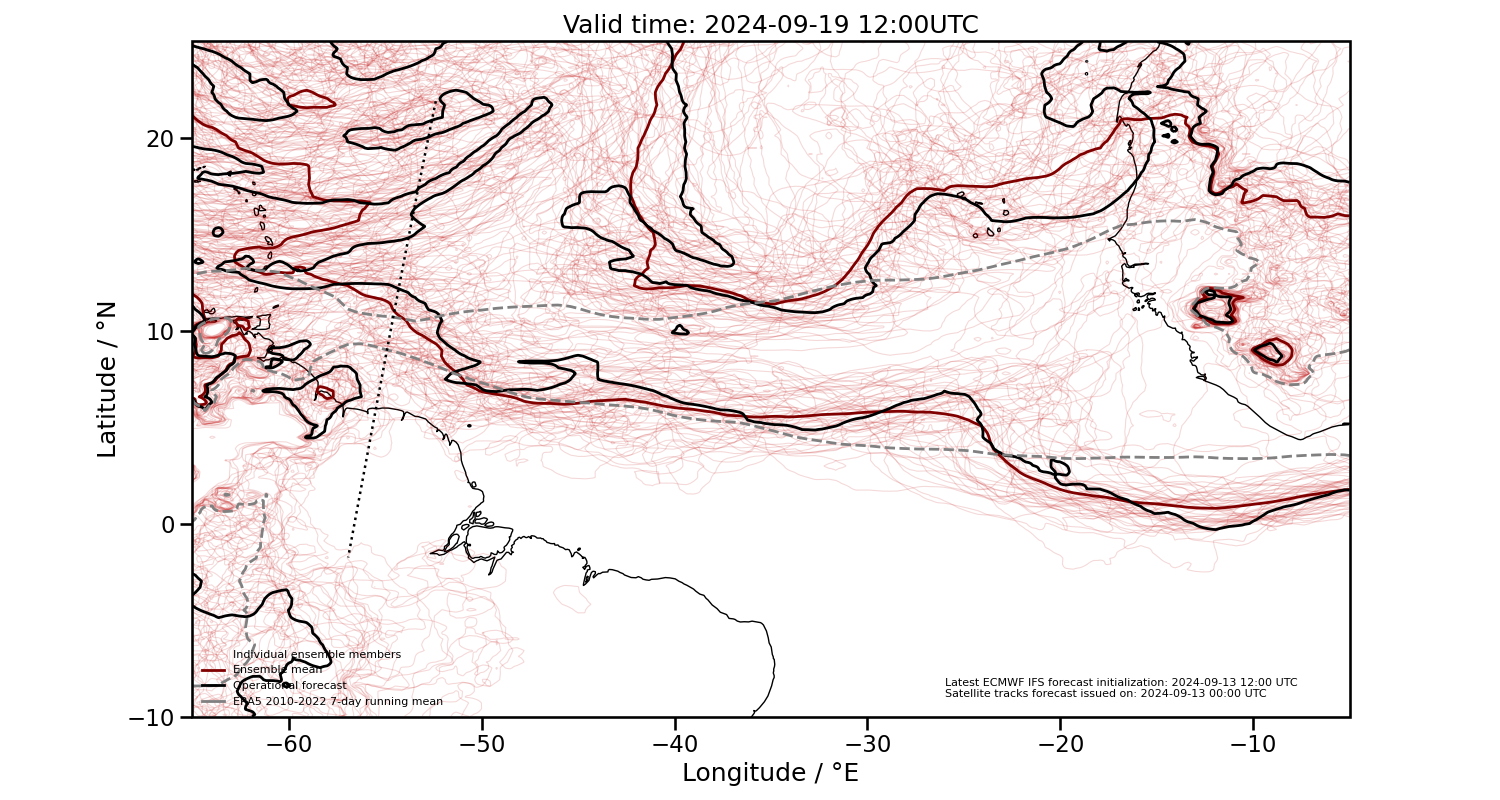 Valid time: 2024-09-19 12:00UTC
20
10
0
−10
Latitude / °N
Individual ensemble members
Ensemble mean
Operational forecast
ERA5 2010-2022 7-day running mean
Latest ECMWF IFS forecast initialization: 2024-09-13 12:00 UTC
Satellite tracks forecast issued on: 2024-09-13 00:00 UTC
−60
−50
−40
−30
−20
−10
Longitude / °E